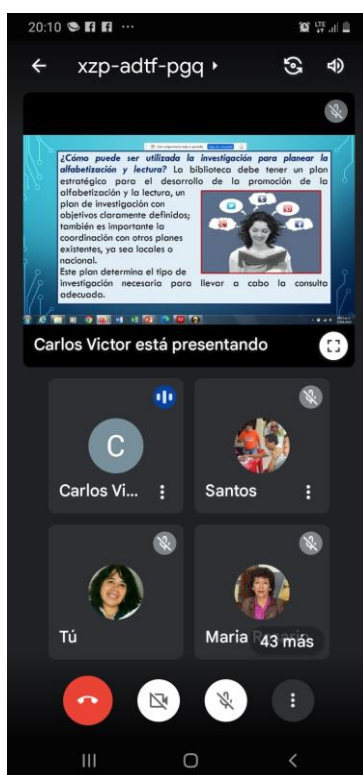 20:10
LTE
xzp-adtf-pgq
¿Cómo puede ser utilizada la investigación para planear la
alfabetización y lectura? La biblioteca debe tener un plan
estratégico para el desarrollo de la promoción de la
alfabetización y la lectura, un
plan de investigación con
objetivos claramente definidos;
también es importante la
coordinación con otros planes
existentes, ya sea locales o
nacional.
Este plan determina el tipo de
investigación necesaria para llevar a cabo la consulta
adecuada.
Carlos Victor está presentando
C
Carlos Vi...
Santos
Tú
Maria
43 más